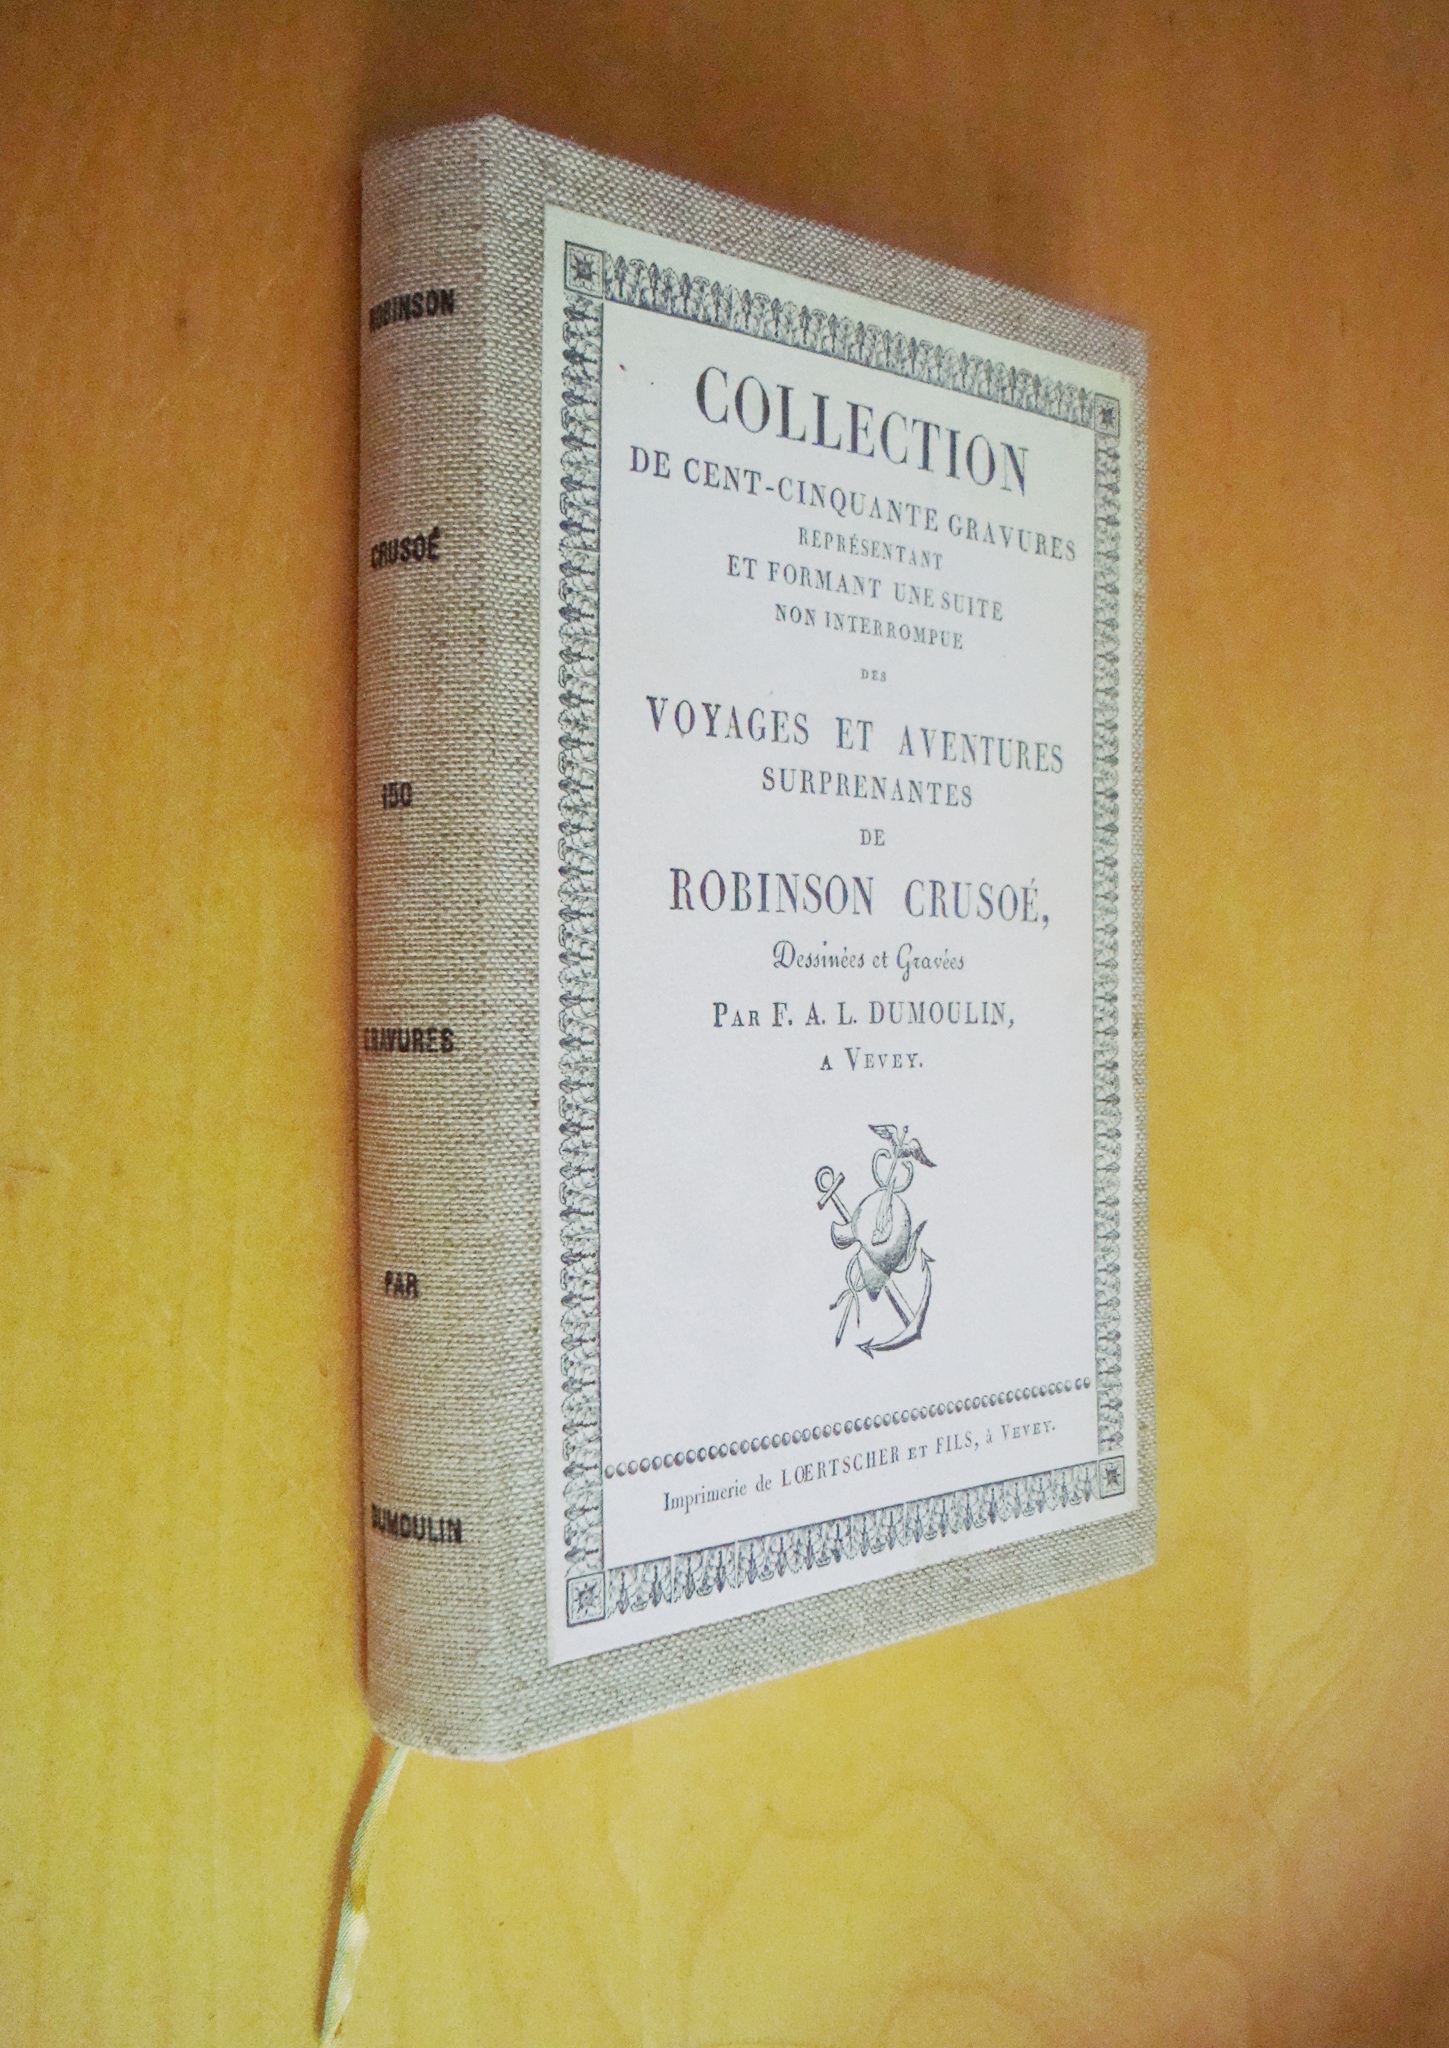 ROBINSON
CRUSOÉ
150
GRAVURES
PAR
DUMOULIN
COLLECTION
DE CENT-CINQUANTE GRAVURES
REPRÉSENTANT
ET FORMANT UNE SUITE
NON INTERROMPUE
DES
VOYAGES ET AVENTURES
SURPRENANTES
DE
ROBINSON CRUSOÉ,
Dessinées et Gravées
PAR F. A. L. DUMOULIN,
A VEVEY.
Imprimerie de LOERTSCHER ET FILS, à VEVEY.